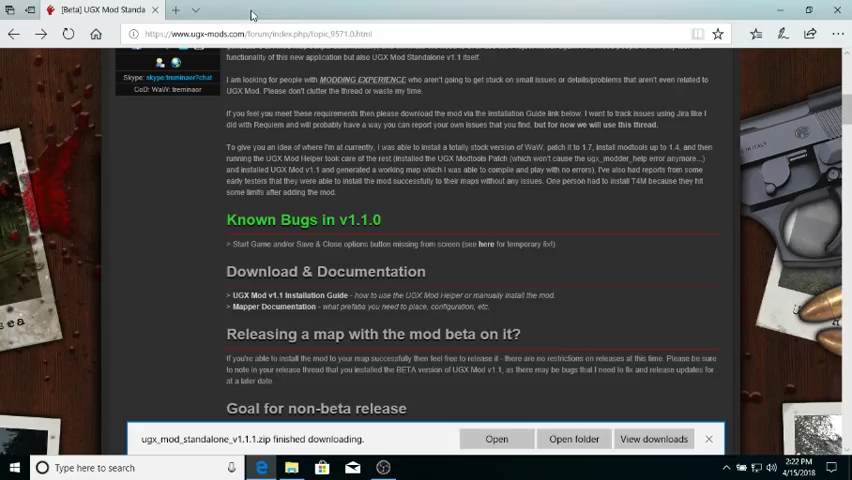 [Beta] UGX Mod Standa
https://www.ugx-mods.com/forum/index.php/topic_9571.0.html
functionality of this new application but also UGX Mod Standalone v1.1 itself.
Skype: skype:treminaor?chat
CoD: WaW: treminaor
I am looking for people with MODDING EXPERIENCE who aren't going to get stuck on small issues or details/problems that aren't even related to
UGX Mod. Please don't clutter the thread or waste my time.
If you feel you meet these requirements then please download the mod via the Installation Guide link below. I want to track issues using Jira like I
did with Requiem and will probably have a way you can report your own issues that you find, but for now we will use this thread.
To give you an idea of where I'm at currently, I was able to install a totally stock version of WaW, patch it to 1.7, install modtools up to 1.4, and then
running the UGX Mod Helper took care of the rest (installed the UGX Modtools Patch (which won't cause the ugx_modder_help error anymore...)
and installed UGX Mod v1.1 and generated a working map which I was able to compile and play with no errors). I've also had reports from some
early testers that they were able to install the mod successfully to their maps without any issues. One person had to install T4M because they hit
some limits after adding the mod.
Known Bugs in v1.1.0
> Start Game and/or Save & Close options button missing from screen (see here for temporary fix!)
Download & Documentation
> UGX Mod v1.1 Installation Guide - how to use the UGX Mod Helper or manually install the mod.
> Mapper Documentation - what prefabs you need to place, configuration, etc.
Releasing a map with the mod beta on it?
If you're able to install the mod to your map successfully then feel free to release it - there are no restrictions on releases at this time. Please be sure
to note in your release thread that you installed the BETA version of UGX Mod v1.1, as there may be bugs that I need to fix and release updates for
at a later date.
Goal for non-beta release
ugx_mod_standalone_v1.1.1.zip finished downloading.
Open
Open folder
View downloads
Type here to search
2:22 PM
4/15/2018